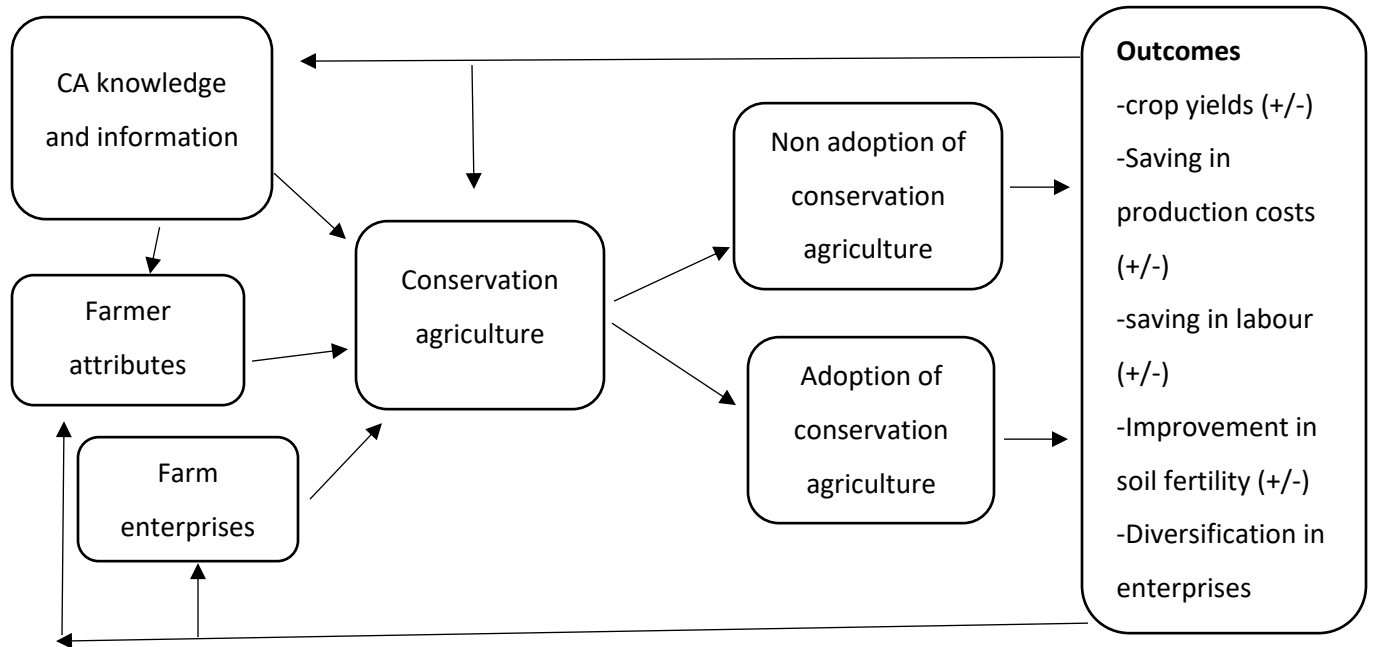 CA knowledge
and information
Farmer
attributes
Farm
enterprises
Conservation
agriculture
Non adoption of
conservation
agriculture
Adoption of
conservation
agriculture
Outcomes
-crop yields (+/-)
-Saving in
production costs
(+/-)
-saving in labour
(+/-)
-Improvement in
soil fertility (+/-)
-Diversification in
enterprises